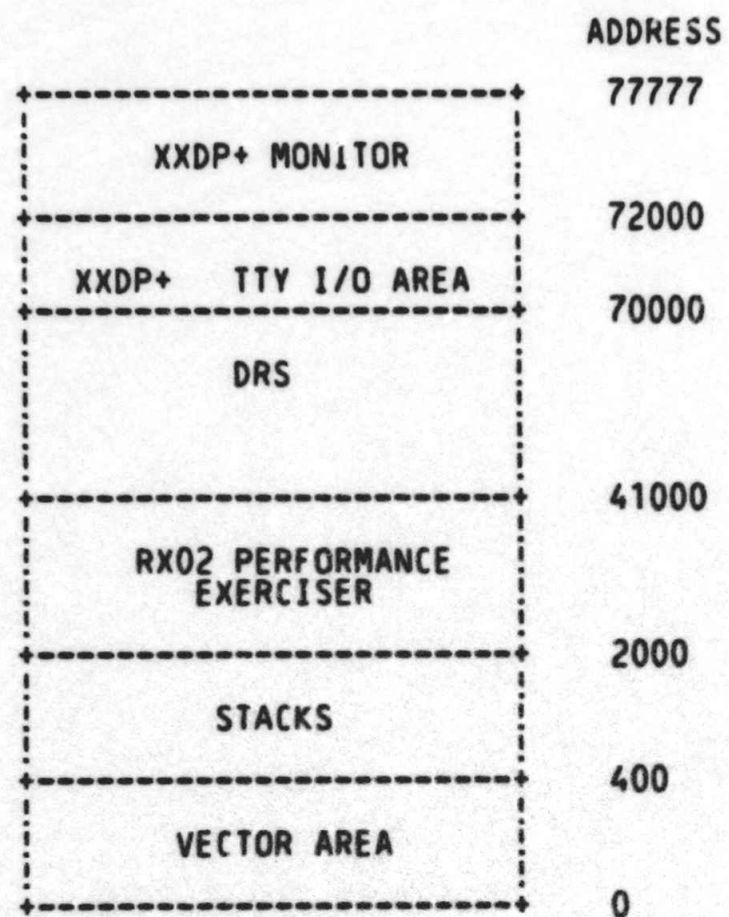 ADDRESS
77777
XXDP+ MONITOR
72000
XXDP+ TTY I/O AREA
70000
DRS
41000
RX02 PERFORMANCE
EXERCISER
2000
STACKS
400
VECTOR AREA
0